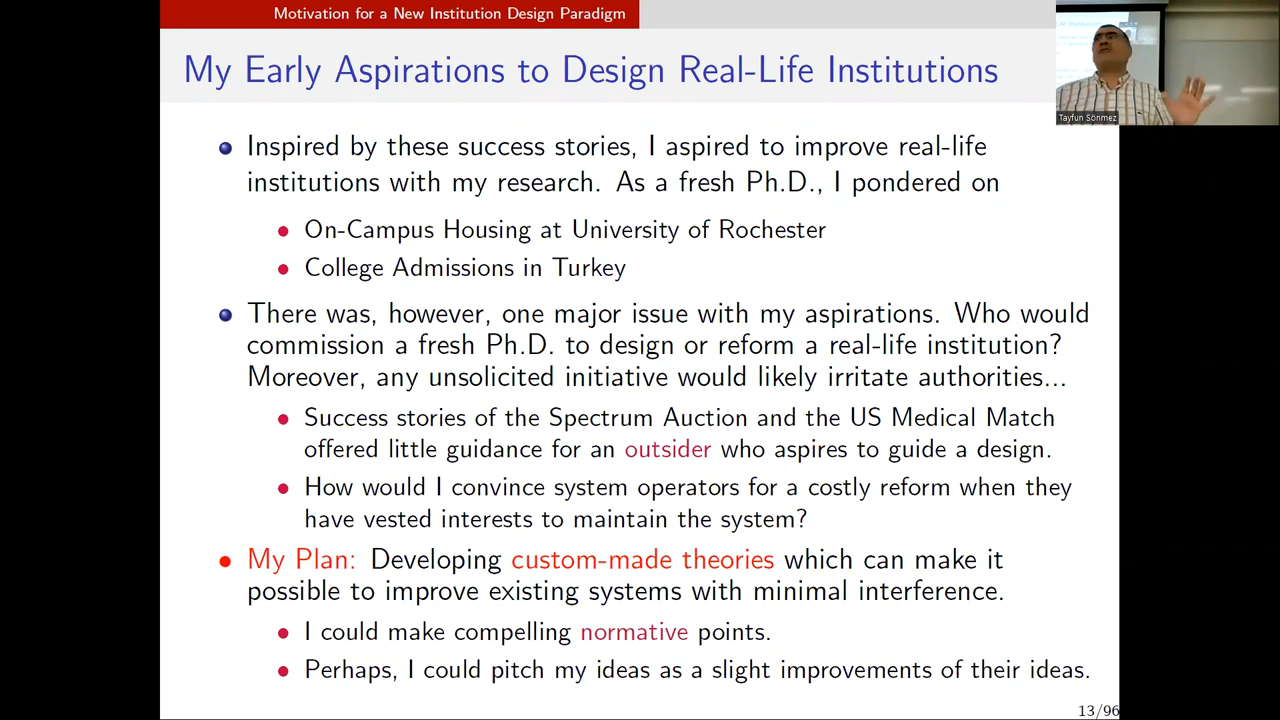 Motivation for a New Institution Design Paradigm
My Early Aspirations to Design Real-Life Institutions
Tayfun Sönmez
Inspired by these success stories, I aspired to improve real-life
institutions with my research. As a fresh Ph.D., I pondered on
On-Campus Housing at University of Rochester
College Admissions in Turkey
There was, however, one major issue with my aspirations. Who would
commission a fresh Ph.D. to design or reform a real-life institution?
Moreover, any unsolicited initiative would likely irritate authorities...
Success stories of the Spectrum Auction and the US Medical Match
offered little guidance for an outsider who aspires to guide a design.
How would I convince system operators for a costly reform when they
have vested interests to maintain the system?
My Plan: Developing custom-made theories which can make it
possible to improve existing systems with minimal interference.
I could make compelling normative points.
Perhaps, I could pitch my ideas as a slight improvements of their ideas.
13/96